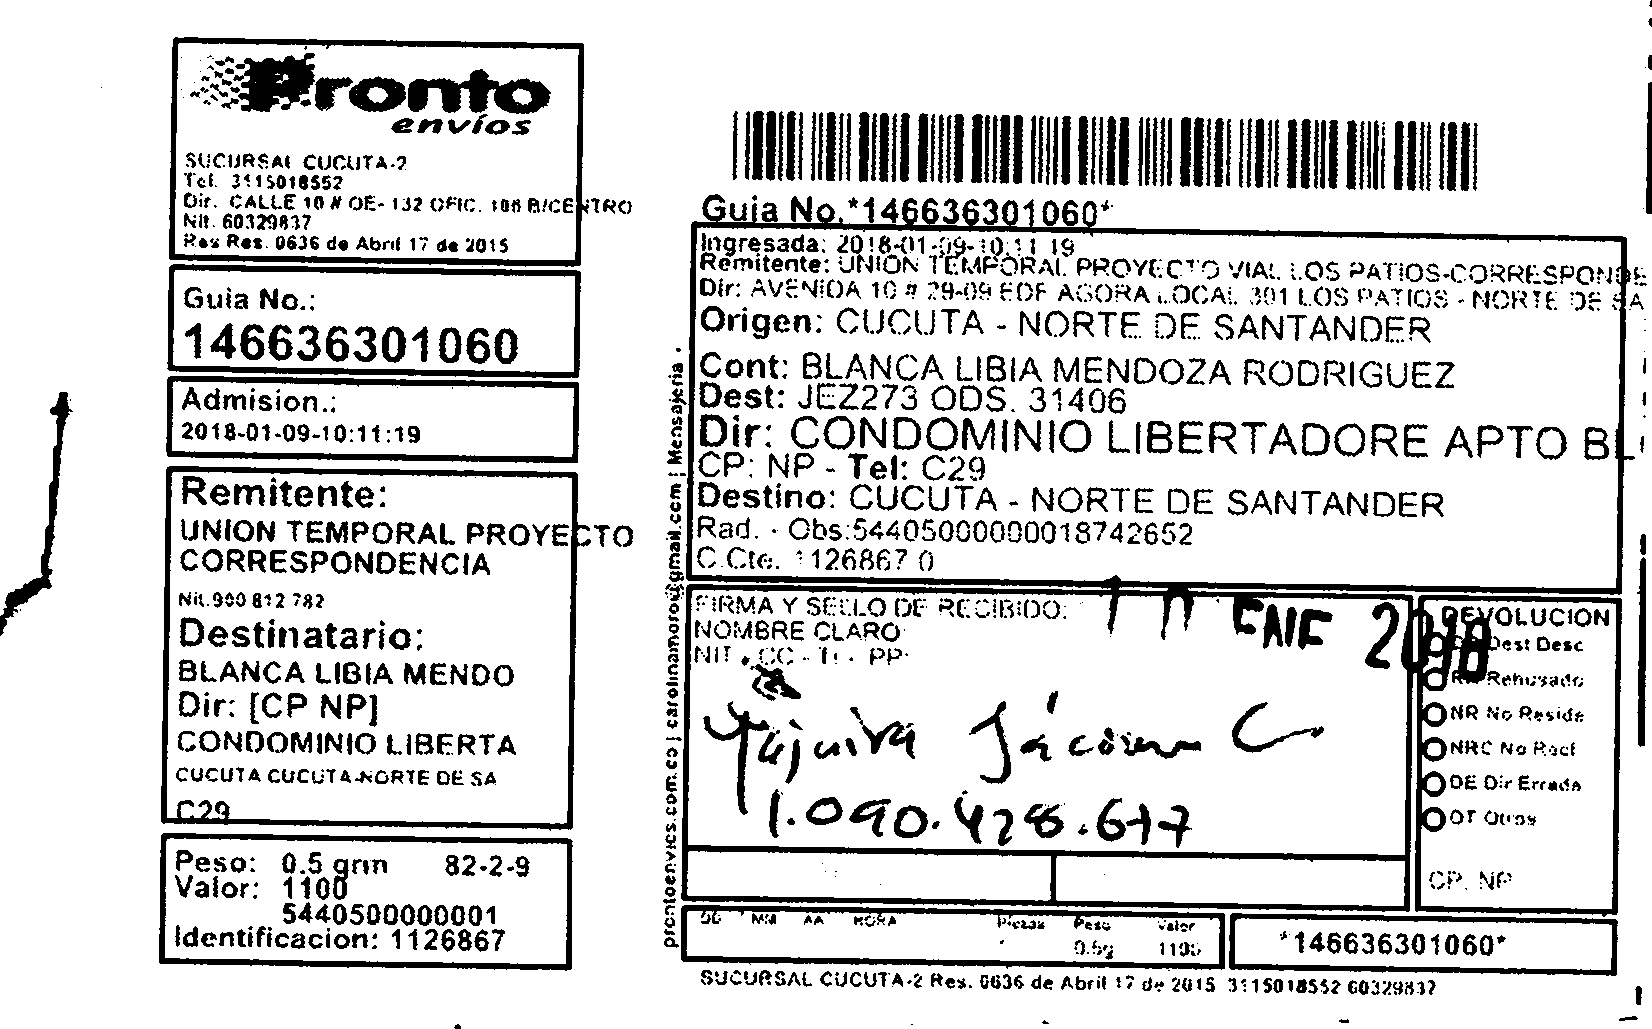 Pronto
envíos
SUCURSAL CUCUTA-2
Tel. 3115018552
Dir. CALLE 10 # OE- 132 OFIC. 108 B/CENTRO
Nit. 60329837
Res Res. 0636 de Abril 17 de 2015
Guia No.:
146636301060
Admision.:
2018-01-09-10:11:19
Remitente:
UNION TEMPORAL PROYECTO
CORRESPONDENCIA
Nit.900 812 782
Destinatario:
BLANCA LIBIA MENDO
Dir: [CP NP]
CONDOMINIO LIBERTA
CUCUTA CUCUTA-NORTE DE SA
C29
Peso: 0.5 grm 82-2-9
Valor: 1100
5440500000001
Identificacion: 1126867
prontoenvios.com.co | carolinamoro@gmail.com | Mensajeria
Guia No.*146636301060*
Ingresada: 2018-01-09-10:11:19
Remitente: UNION TEMPORAL PROYECTO VIAL LOS PATIOS-CORRESPONDE
Dir: AVENIDA 10 # 29-09 EDF AGORA LOCAL 301 LOS PATIOS - NORTE DE SA
Origen: CUCUTA - NORTE DE SANTANDER
Cont: BLANCA LIBIA MENDOZA RODRIGUEZ
Dest: JEZ273 ODS. 31406
Dir: CONDOMINIO LIBERTADORE APTO BL
CP: NP - Tel: C29
Destino: CUCUTA - NORTE DE SANTANDER
Rad. - Obs:54405000000018742652
C.Cte. 1126867 0
FIRMA Y SELLO DE RECIBIDO:
ENE 2018
NOMBRE CLARO
NIT - CC - TI - PP:
Yajaira Jácome C
1.090.428.677
DEVOLUCION
Dest Desc
RH Rehusado
NR No Reside
NRC No Recl
DE Dir Errada
OT Otros
CP. NP
DD MM AA HORA Piezas Peso Valor
0.5g 1100
*146636301060*
SUCURSAL CUCUTA-2 Res. 0636 de Abril 17 de 2015 3115018552 60329837